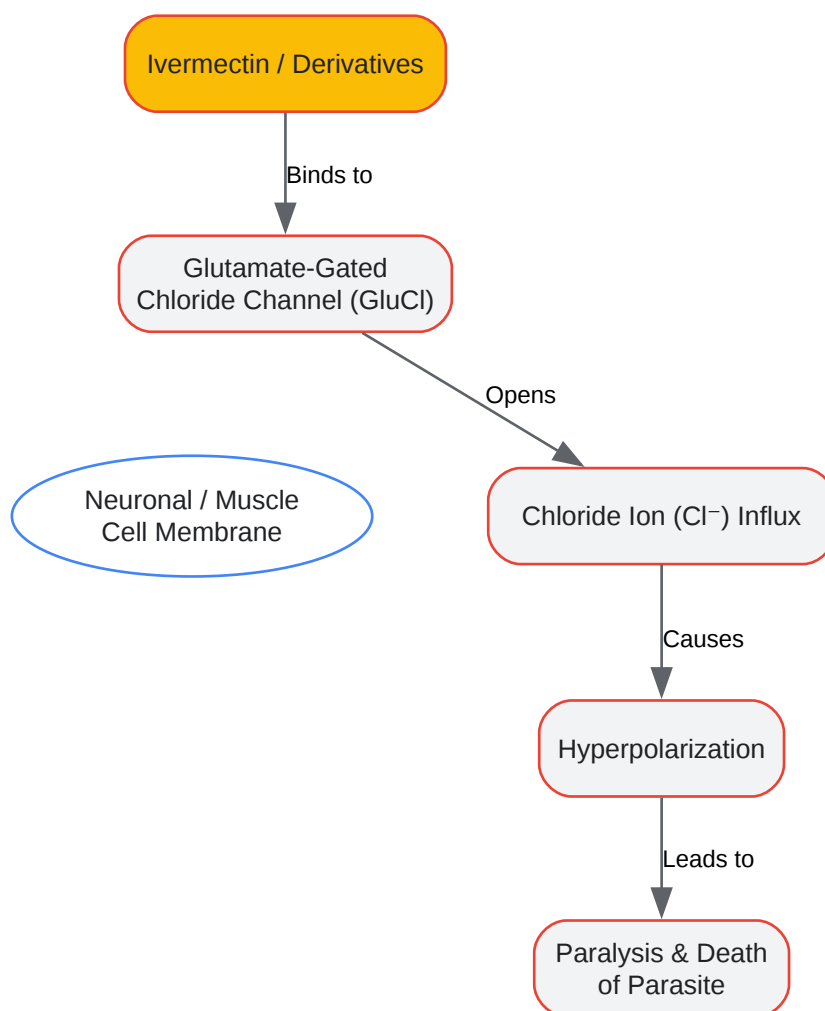 Ivermectin / Derivatives
Binds to
Glutamate-Gated
Chloride Channel (GluCl)
Opens
Neuronal / Muscle
Cell Membrane
Chloride Ion (Cl⁻) Influx
Causes
Hyperpolarization
Leads to
Paralysis & Death
of Parasite